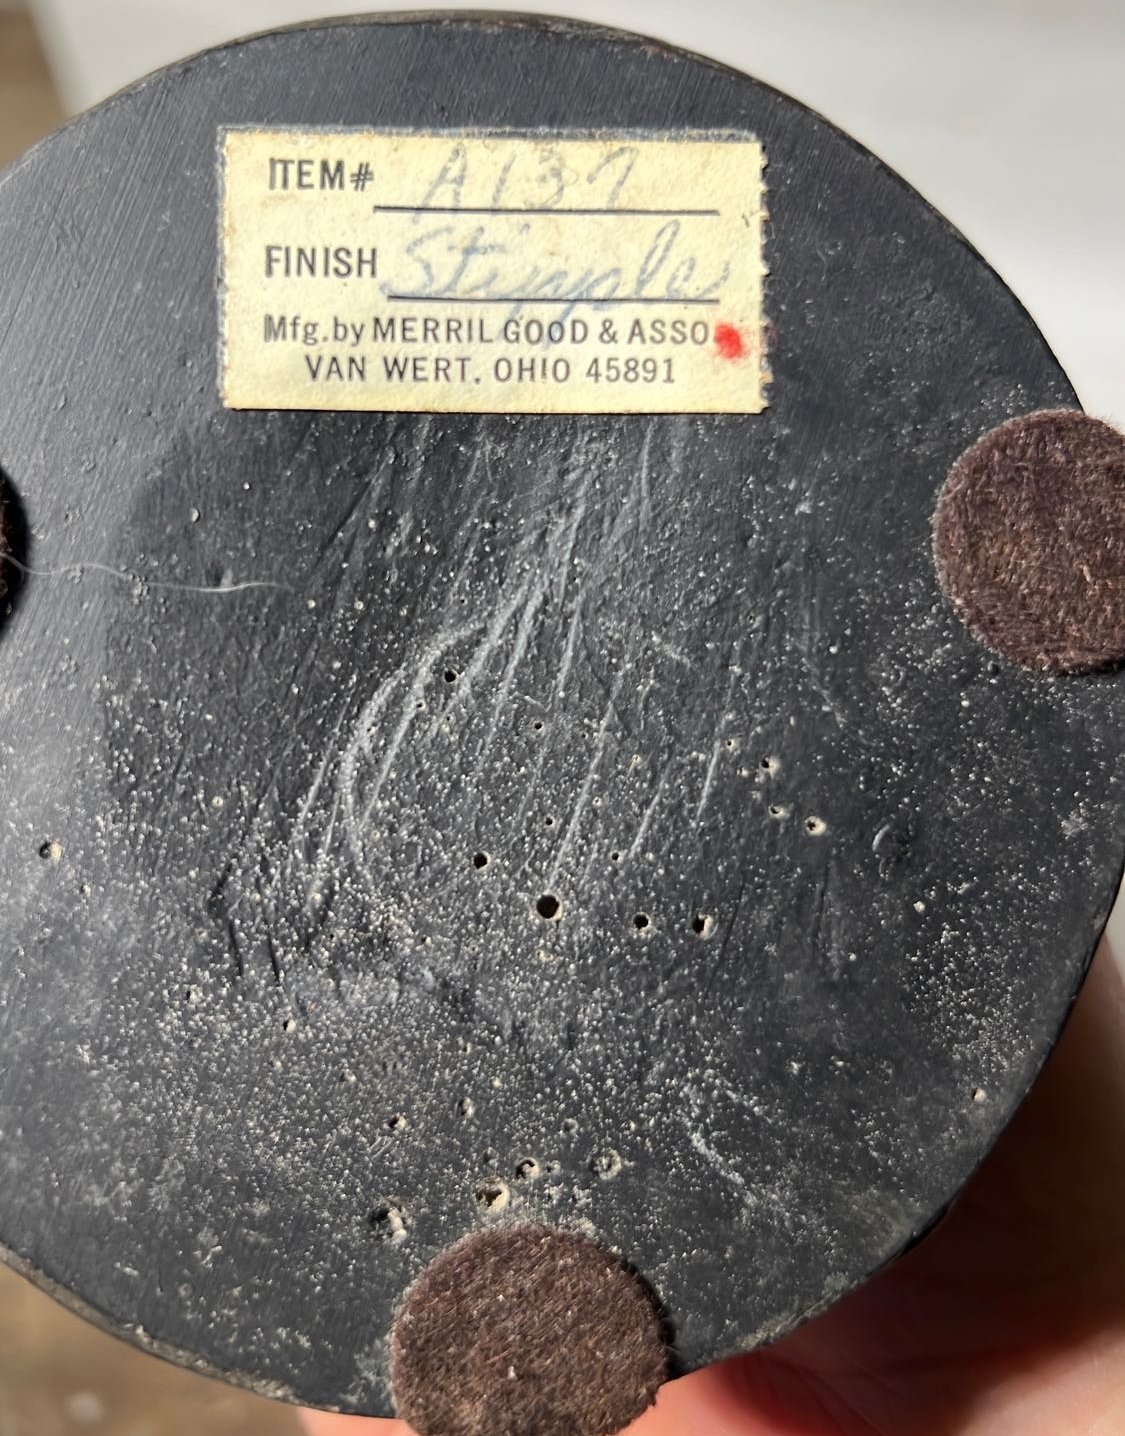 ITEM# A137
FINISH Stipple
Mfg.by MERRIL GOOD & ASSO
VAN WERT, OHIO 45891